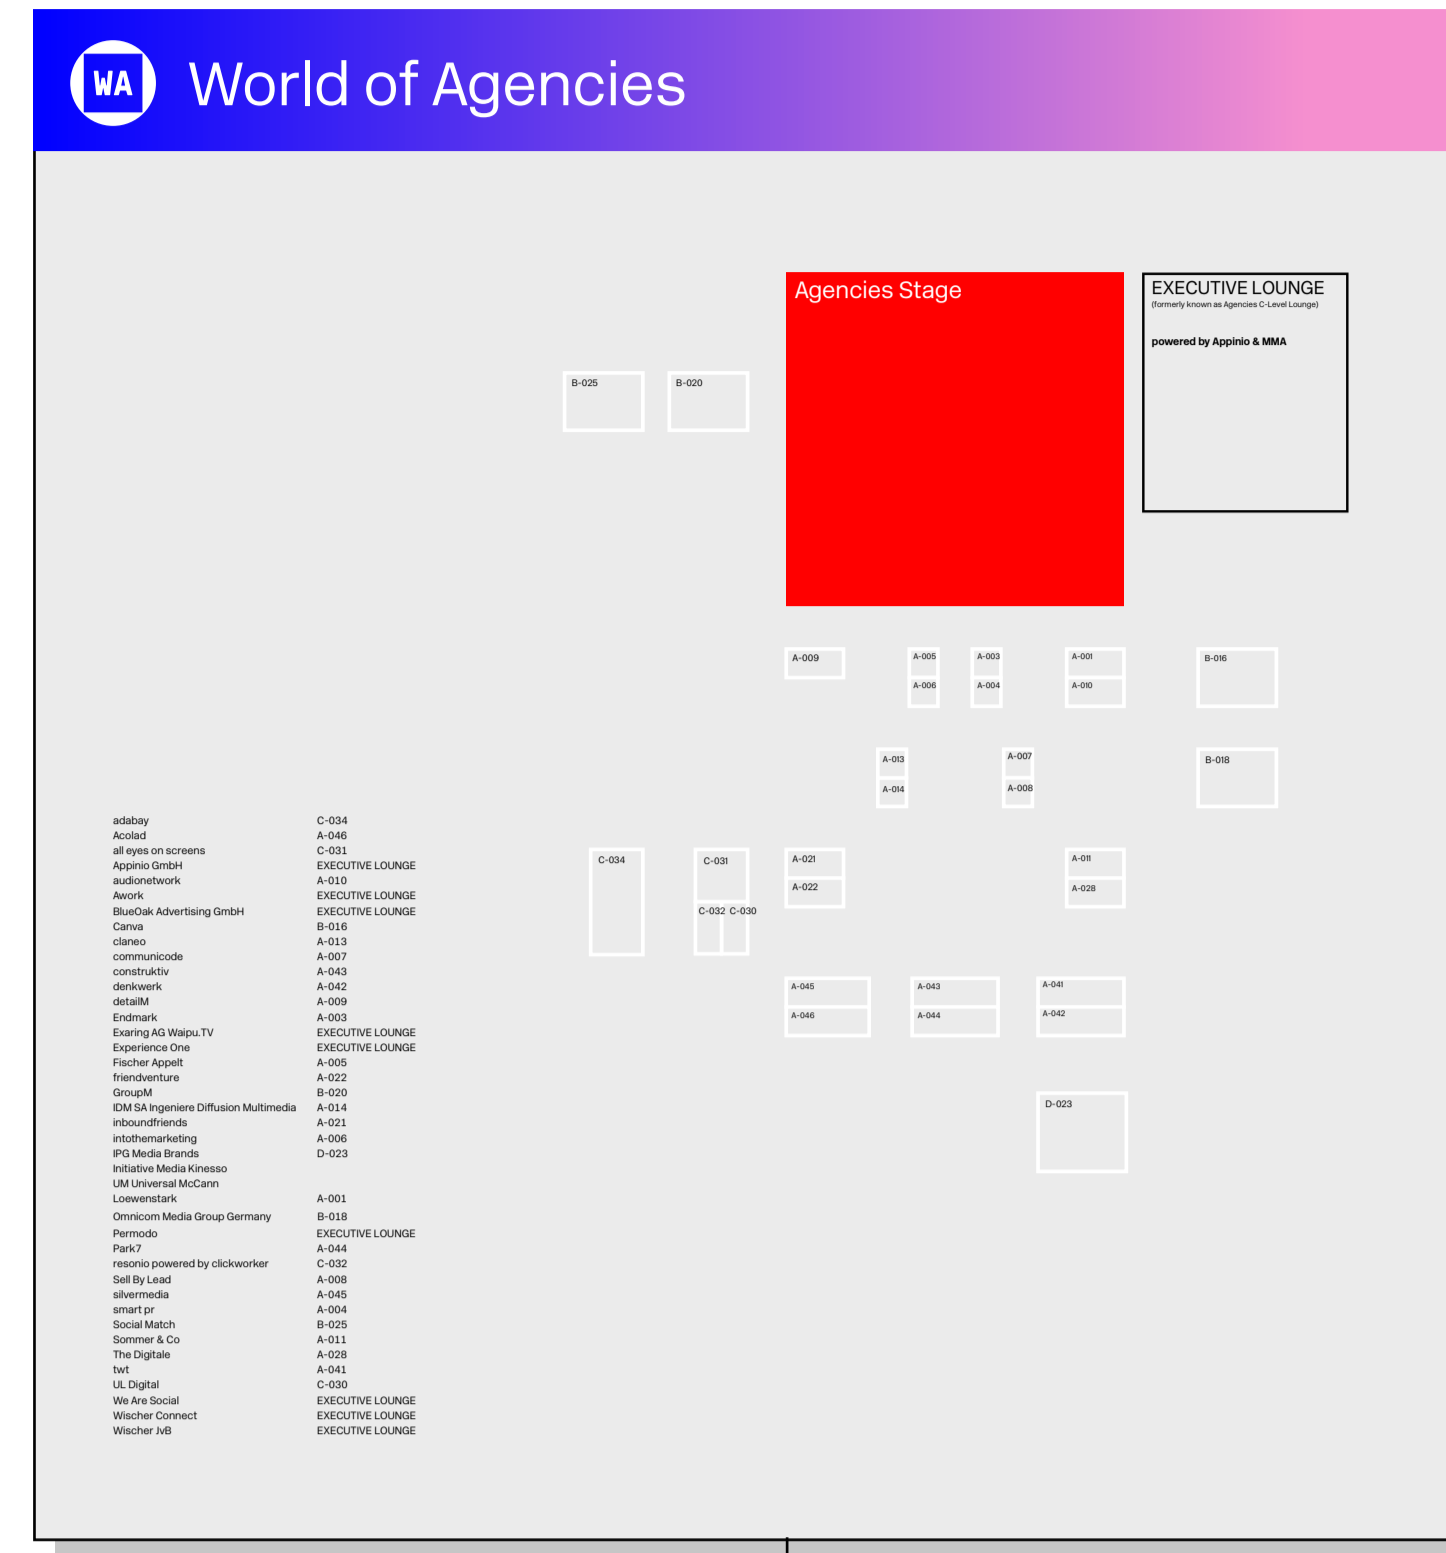 WA World of Agencies
Agencies Stage
EXECUTIVE LOUNGE
(formerly known as Agencies C-Level Lounge)
powered by Appinio & MMA
B-025 B-020
A-009 A-005 A-003 A-001 B-016
A-006 A-004 A-010
A-013 A-007 B-018
A-014 A-008
C-034 C-031 A-021 A-011
A-022 A-028
C-032 C-030
A-045 A-043 A-041
A-046 A-044 A-042
D-023
adabay C-034
Acolad A-046
all eyes on screens C-031
Appinio GmbH EXECUTIVE LOUNGE
audionetwork A-010
Awork EXECUTIVE LOUNGE
BlueOak Advertising GmbH EXECUTIVE LOUNGE
Canva B-016
claneo A-013
communicode A-007
construktiv A-043
denkwerk A-042
detailM A-009
Endmark A-003
Exaring AG Waipu.TV EXECUTIVE LOUNGE
Experience One EXECUTIVE LOUNGE
Fischer Appelt A-005
friendventure A-022
GroupM B-020
IDM SA Ingeniere Diffusion Multimedia A-014
inboundfriends A-021
intothemarketing A-006
IPG Media Brands D-023
Initiative Media Kinesso
UM Universal McCann
Loewenstark A-001
Omnicom Media Group Germany B-018
Permodo EXECUTIVE LOUNGE
Park7 A-044
resonio powered by clickworker C-032
Sell By Lead A-008
silvermedia A-045
smart pr A-004
Social Match B-025
Sommer & Co A-011
The Digitale A-028
twt A-041
UL Digital C-030
We Are Social EXECUTIVE LOUNGE
Wischer Connect EXECUTIVE LOUNGE
Wischer JvB EXECUTIVE LOUNGE